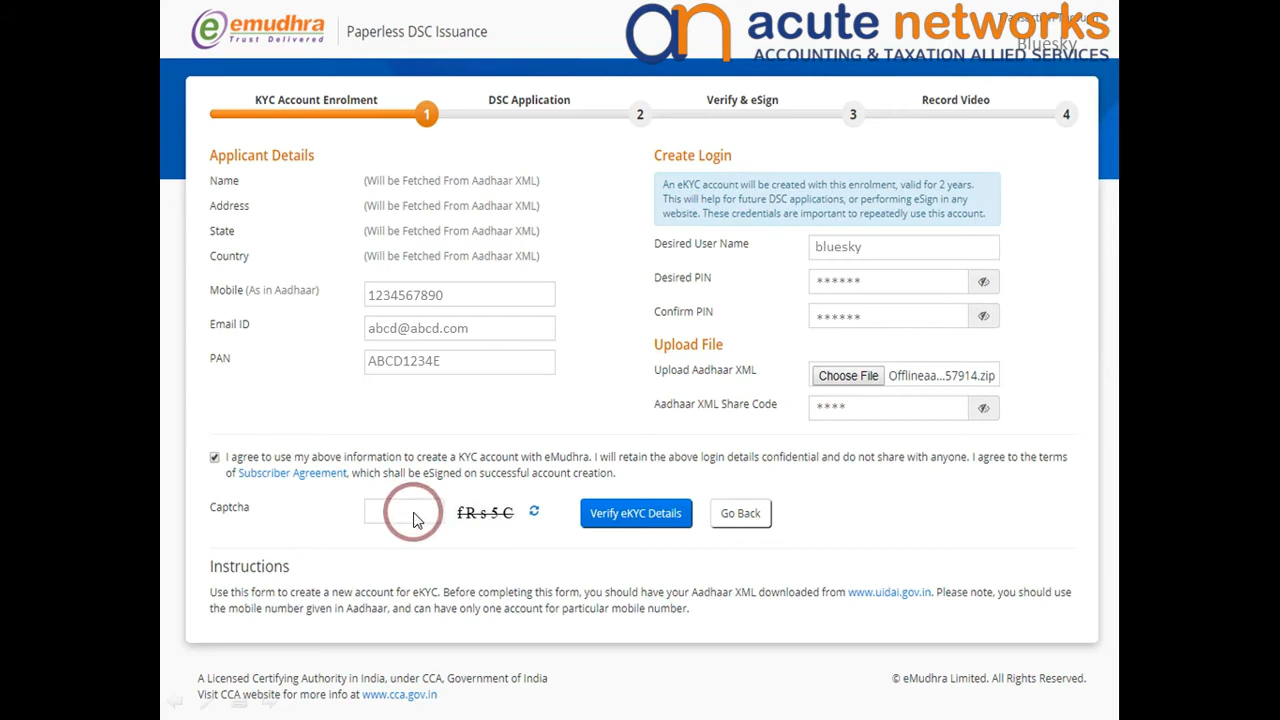 emudhra
Trust Delivered
Paperless DSC Issuance
acute networks
ACCOUNTING & TAXATION ALLIED SERVICES
Bluesky
KYC Account Enrolment
DSC Application
Verify & eSign
Record Video
1
2
3
4
Applicant Details
Name (Will be Fetched From Aadhaar XML)
Address (Will be Fetched From Aadhaar XML)
State (Will be Fetched From Aadhaar XML)
Country (Will be Fetched From Aadhaar XML)
Mobile (As in Aadhaar) 1234567890
Email ID abcd@abcd.com
PAN ABCD1234E
Create Login
An eKYC account will be created with this enrolment, valid for 2 years.
This will help for future DSC applications, or performing eSign in any
website. These credentials are important to repeatedly use this account.
Desired User Name bluesky
Desired PIN ******
Confirm PIN ******
Upload File
Upload Aadhaar XML Choose File Offlineaa...57914.zip
Aadhaar XML Share Code ****
I agree to use my above information to create a KYC account with eMudhra. I will retain the above login details confidential and do not share with anyone. I agree to the terms
of Subscriber Agreement, which shall be eSigned on successful account creation.
Captcha fRs5C Verify eKYC Details Go Back
Instructions
Use this form to create a new account for eKYC. Before completing this form, you should have your Aadhaar XML downloaded from www.uidai.gov.in. Please note, you should use
the mobile number given in Aadhaar, and can have only one account for particular mobile number.
A Licensed Certifying Authority in India, under CCA, Government of India
Visit CCA website for more info at www.cca.gov.in
© eMudhra Limited. All Rights Reserved.